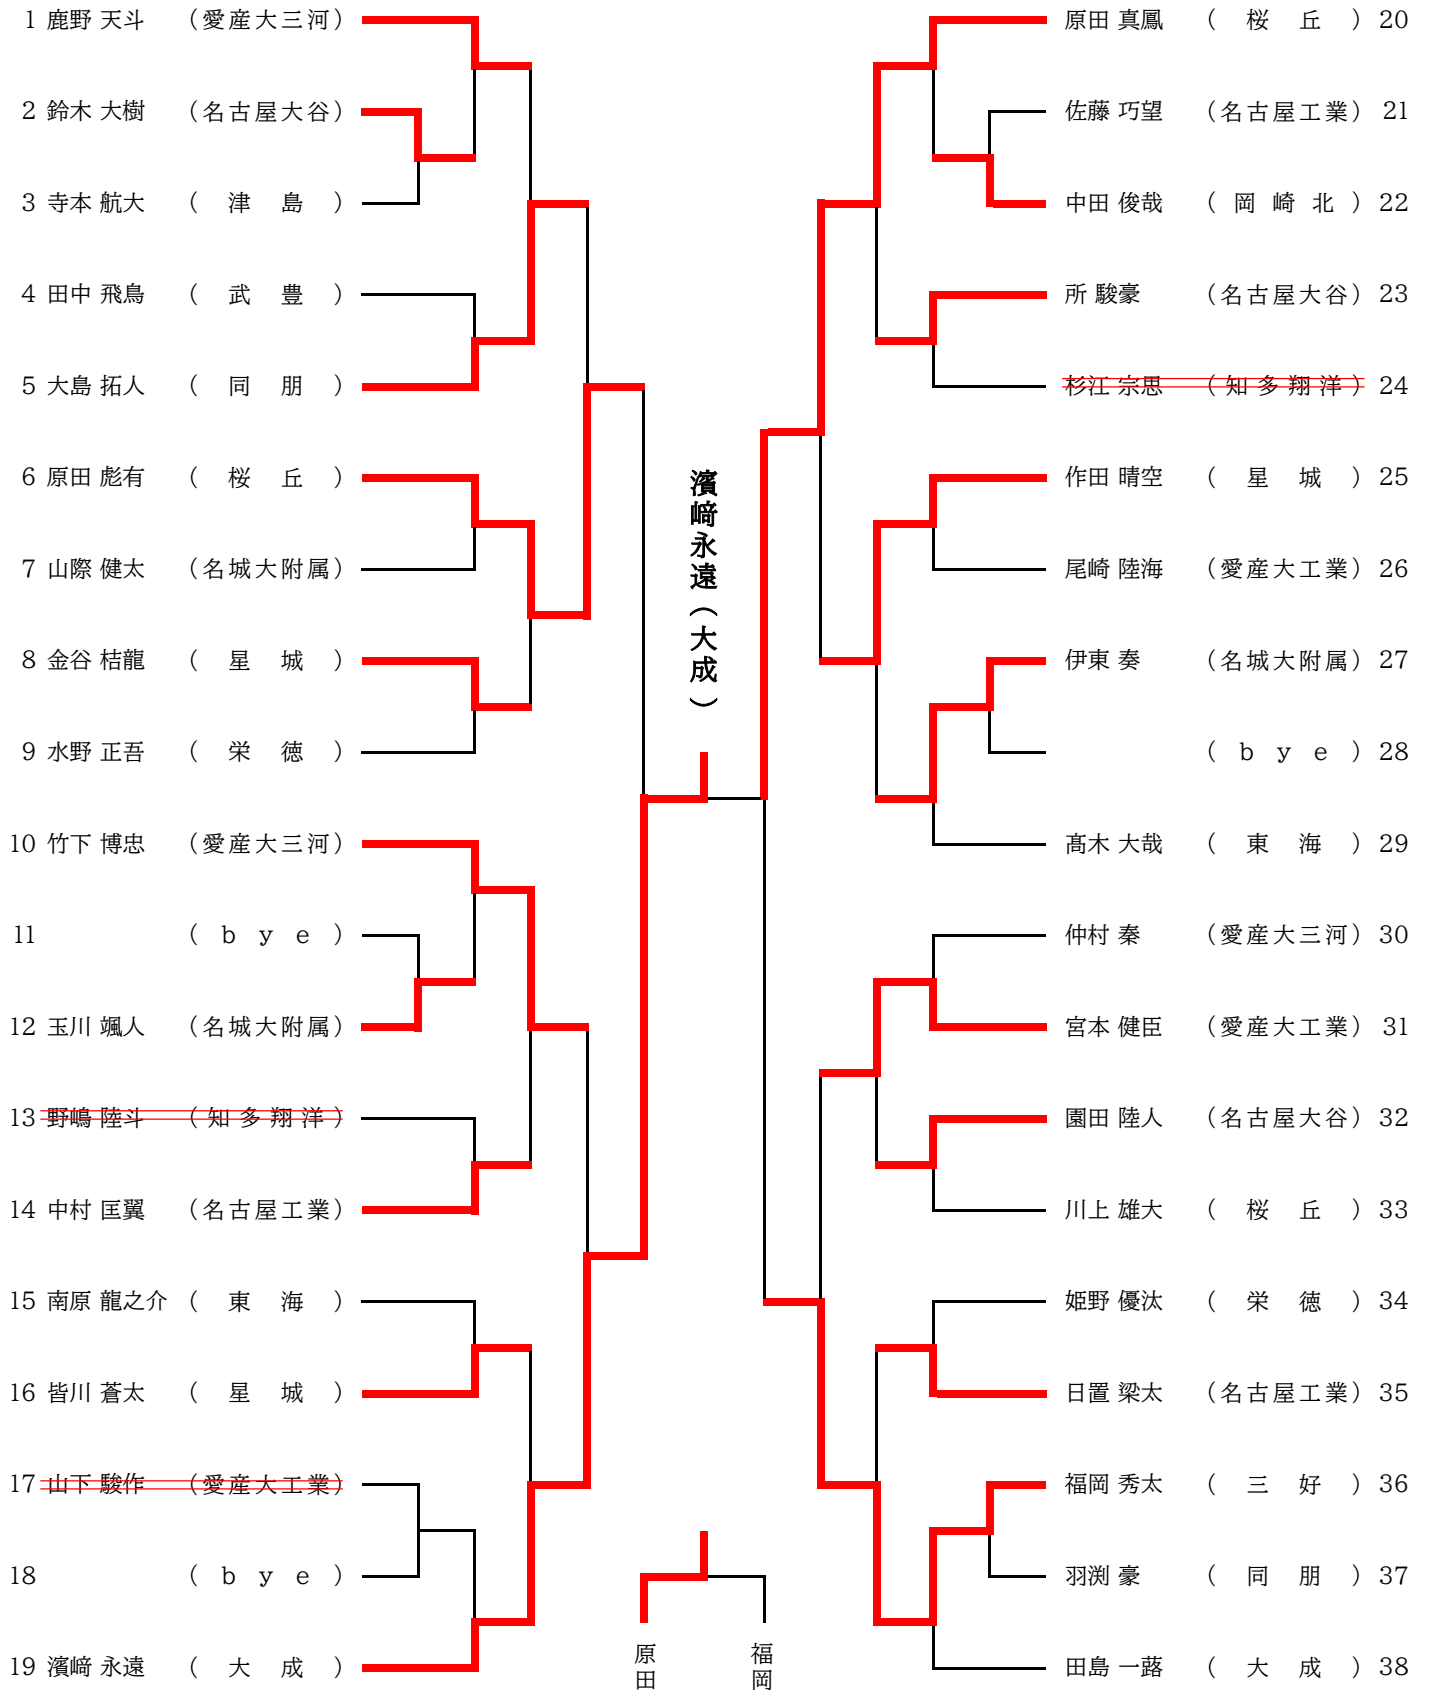 1 鹿野 天斗 （愛産大三河）
2 鈴木 大樹 （名古屋大谷）
3 寺本 航大 （ 津 島 ）
4 田中 飛鳥 （ 武 豊 ）
5 大島 拓人 （ 同 朋 ）
6 原田 彪有 （ 桜 丘 ）
7 山際 健太 （名城大附属）
8 金谷 桔龍 （ 星 城 ）
9 水野 正吾 （ 栄 徳 ）
10 竹下 博忠 （愛産大三河）
11 （ b y e ）
12 玉川 颯人 （名城大附属）
13 野嶋 陸斗 （知多翔洋）
14 中村 匡翼 （名古屋工業）
15 南原 龍之介 （ 東 海 ）
16 皆川 蒼太 （ 星 城 ）
17 山下 駿作 （愛産大工業）
18 （ b y e ）
19 濱﨑 永遠 （ 大 成 ）
濱﨑永遠（大成）
原田
福岡
原田 真鳳 （ 桜 丘 ） 20
佐藤 巧望 （名古屋工業） 21
中田 俊哉 （ 岡 崎 北 ） 22
所 駿豪 （名古屋大谷） 23
杉江 宗思 （知多翔洋） 24
作田 晴空 （ 星 城 ） 25
尾崎 陸海 （愛産大工業） 26
伊東 奏 （名城大附属） 27
（ b y e ） 28
髙木 大哉 （ 東 海 ） 29
仲村 秦 （愛産大三河） 30
宮本 健臣 （愛産大工業） 31
園田 陸人 （名古屋大谷） 32
川上 雄大 （ 桜 丘 ） 33
姫野 優汰 （ 栄 徳 ） 34
日置 梁太 （名古屋工業） 35
福岡 秀太 （ 三 好 ） 36
羽渕 豪 （ 同 朋 ） 37
田島 一蕗 （ 大 成 ） 38